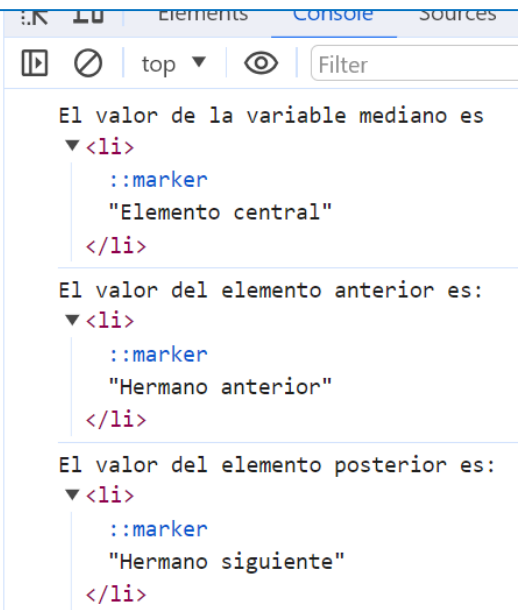 Elements Console Sources
top Filter
El valor de la variable mediano es
<li>
::marker
"Elemento central"
</li>
El valor del elemento anterior es:
<li>
::marker
"Hermano anterior"
</li>
El valor del elemento posterior es:
<li>
::marker
"Hermano siguiente"
</li>